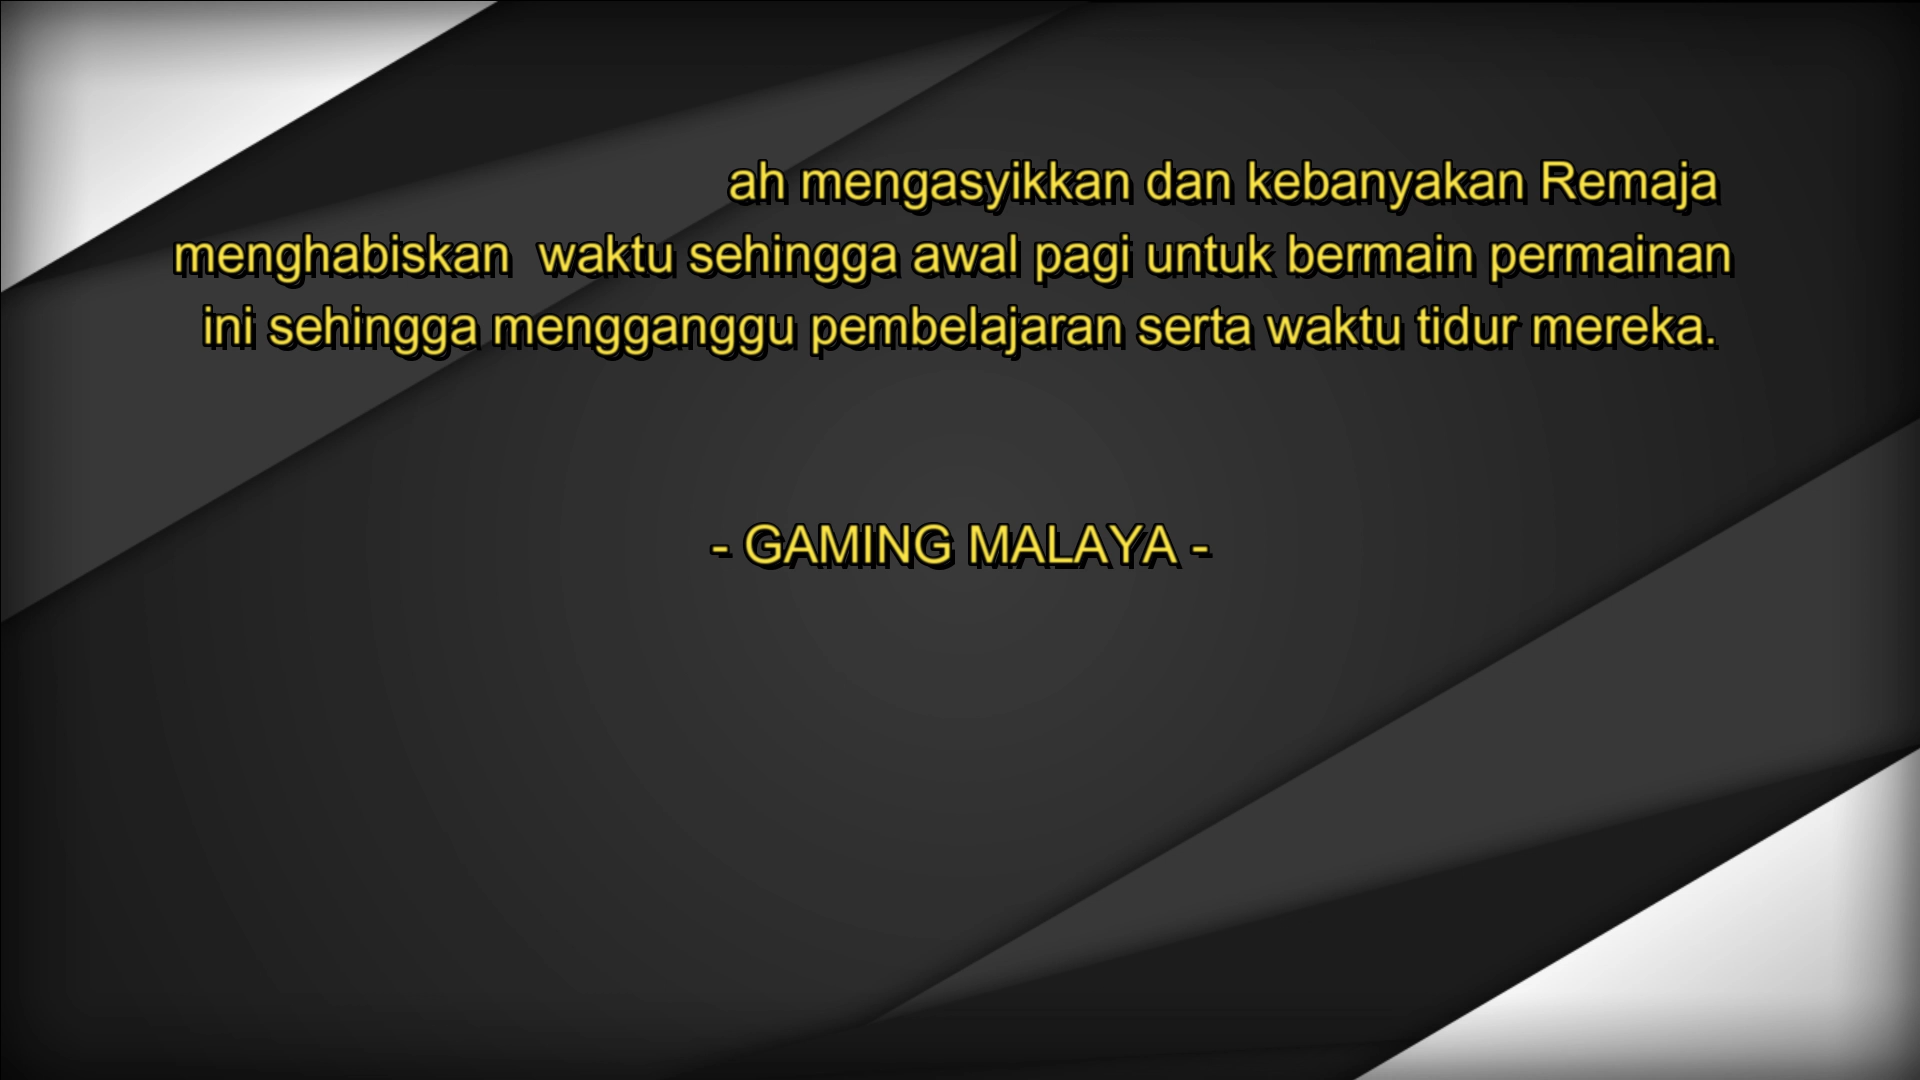 ah mengasyikkan dan kebanyakan Remaja
menghabiskan  waktu sehingga awal pagi untuk bermain permainan
ini sehingga mengganggu pembelajaran serta waktu tidur mereka.
- GAMING MALAYA -